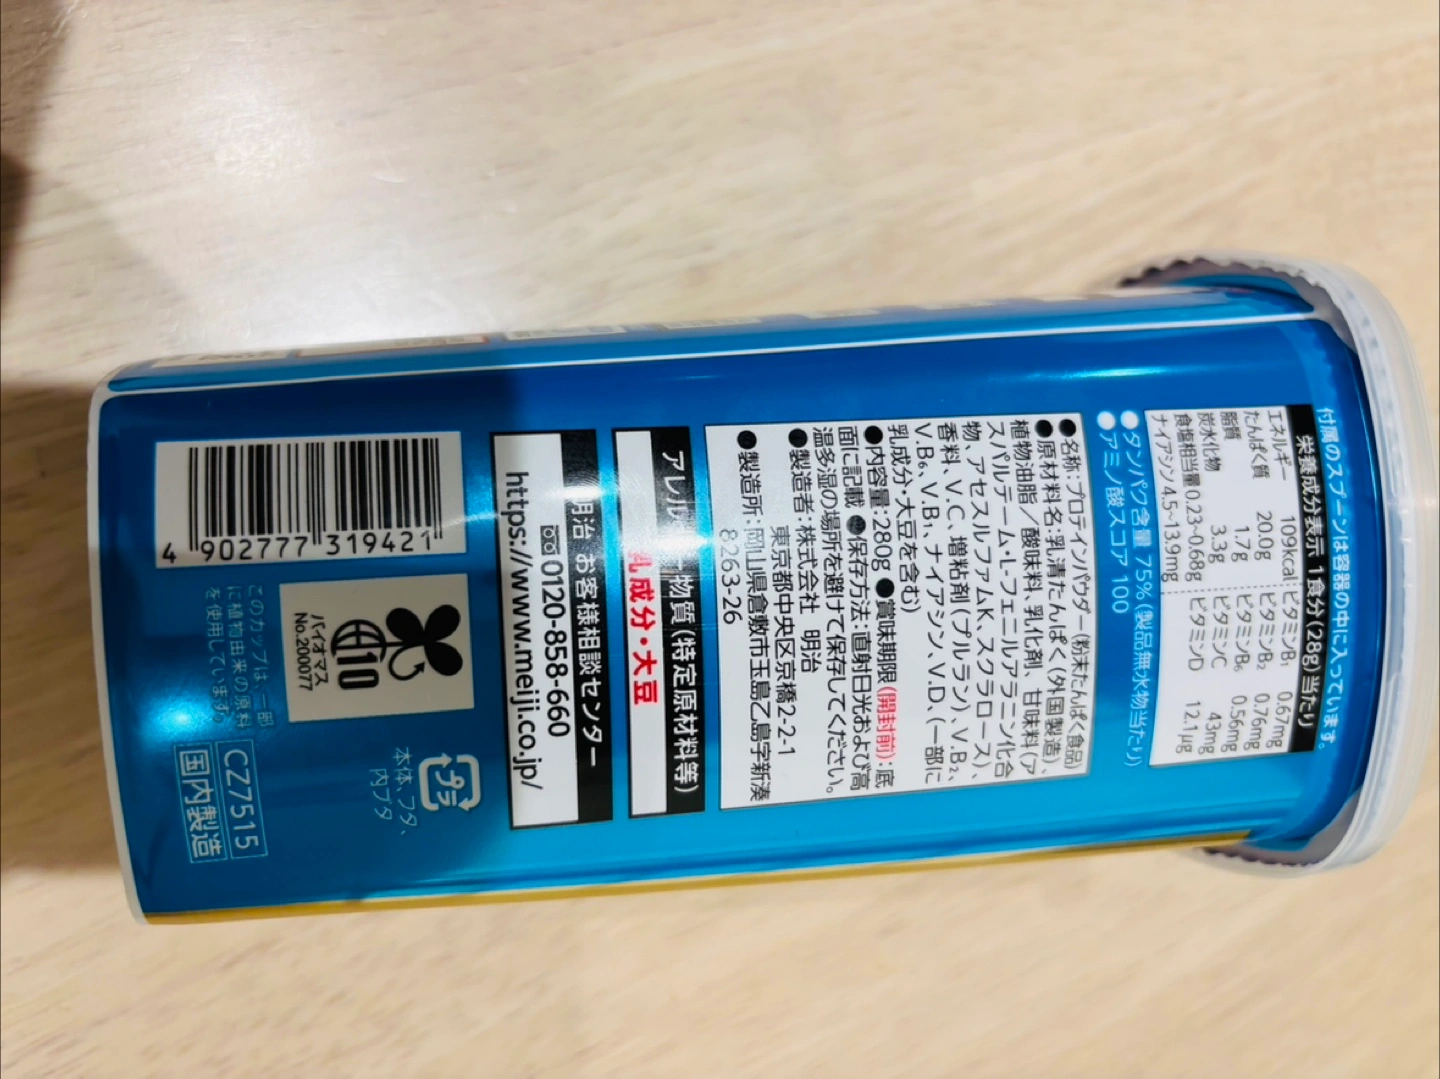 付属のスプーンは容器の中に入っています。
栄養成分表示 1食分(28g)当たり
エネルギー 109kcal ビタミンB₁ 0.67mg
たんぱく質 20.0g ビタミンB₂ 0.76mg
脂質 1.7g ビタミンB₆ 0.56mg
炭水化物 3.3g ビタミンC 43mg
食塩相当量 0.23~0.68g ビタミンD 12.1μg
ナイアシン 4.5~13.9mg
●タンパク含量 75%(製品無水物当たり)
●アミノ酸スコア 100
●名称:プロテインパウダー(粉末たんぱく食品)
●原材料名:乳清たんぱく(外国製造)、
植物油脂/酸味料、乳化剤、甘味料(ア
スパルテーム・L-フェニルアラニン化合
物、アセスルファムK、スクラロース)、
香料、V.C、増粘剤(プルラン)、V.B₂、
V.B₆、V.B₁、ナイアシン、V.D、(一部に
乳成分・大豆を含む)
●内容量:280g ●賞味期限(開封前):底
面に記載 ●保存方法:直射日光および高
温多湿の場所を避けて保存してください。
●製造者:株式会社 明治
東京都中央区京橋2-2-1
●製造所:岡山県倉敷市玉島乙島字新湊
8263-26
アレル 物質(特定原材料等)
乳成分・大豆
明治 お客様相談センター
0120-858-660
https://www.meiji.co.jp/
4 902777 319421
バイオマス
No.200077
10
このカップは、一部
に植物由来の原料
を使用しています。
プラ
本体、フタ、
内フタ
CZ7515
国内製造